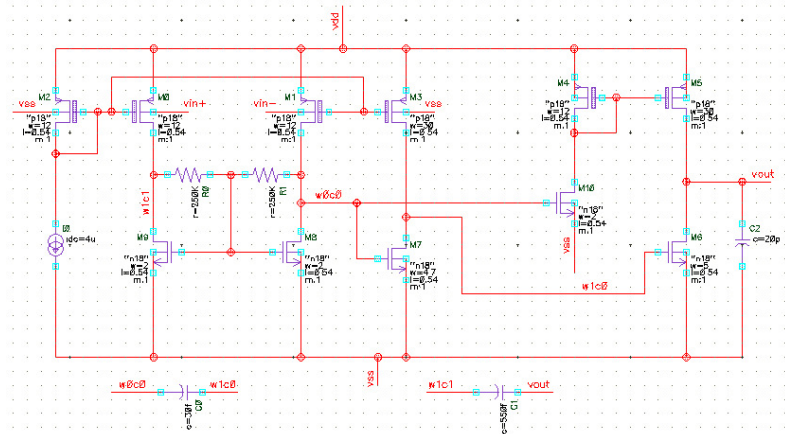 vdd
M2
vss
"p18"
w=12
l=0.54
m:1
M0
vin+
"p18"
w=12
l=0.54
m:1
M1
vin-
"p18"
w=12
l=0.54
m:1
M3
vss
"p18"
w=30
l=0.54
m:1
M4
"p18"
w=12
l=0.54
m:1
M5
"p18"
w=30
l=0.54
m:1
R0
r=250K
R1
r=250K
w1c1
w0c0
M10
"n18"
w=2
l=0.54
m:1
vss
vout
I0
idc=4u
M9
"n18"
w=2
l=0.54
m:1
M8
"n18"
w=2
l=0.54
m:1
M7
"n18"
w=4.7
l=0.54
m:1
M6
"n18"
w=5
l=0.54
m:1
C2
c=20p
w1c0
vss
w0c0
w1c0
C0
c=30f
w1c1
vout
C1
c=550f